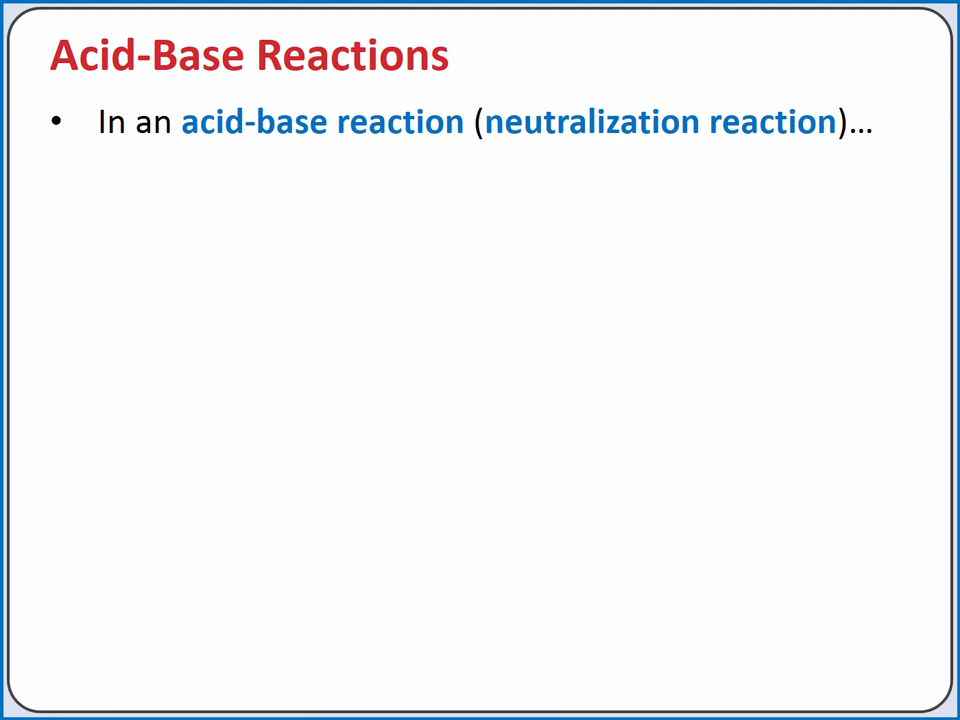 Acid-Base Reactions
• In an acid-base reaction (neutralization reaction)…